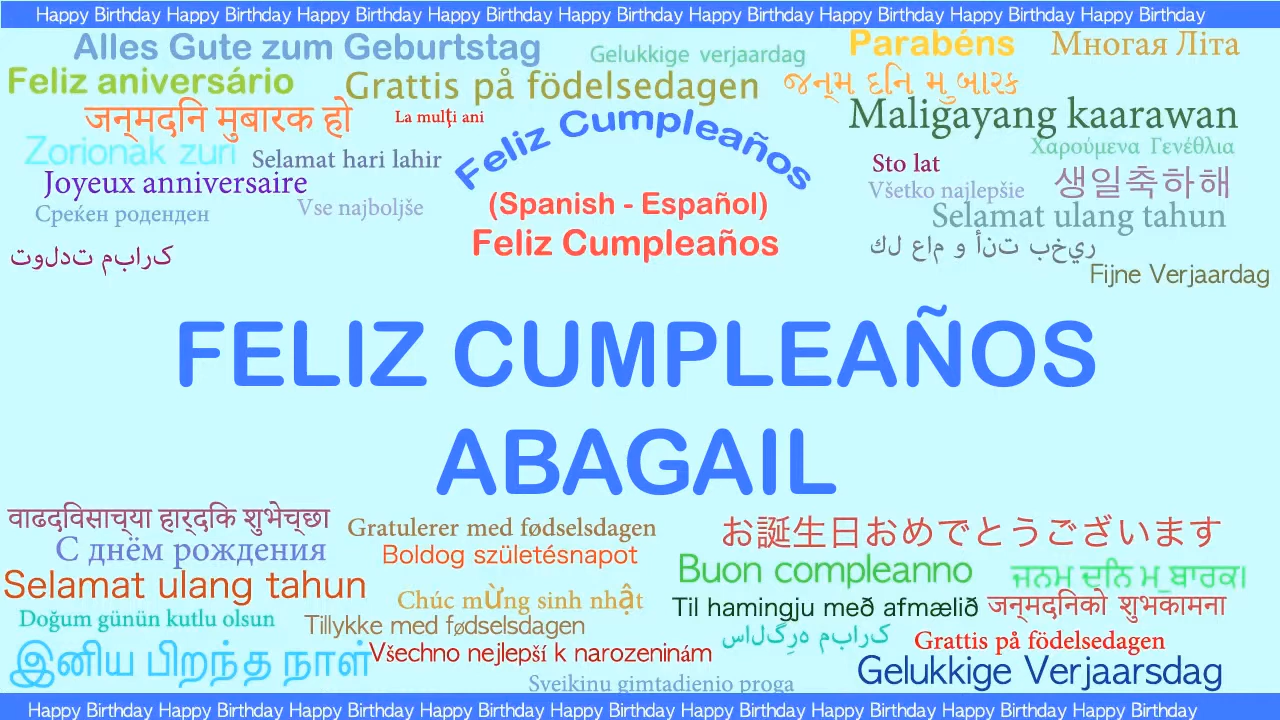 Happy Birthday Happy Birthday Happy Birthday Happy Birthday Happy Birthday Happy Birthday Happy Birthday Happy Birthday Happy Birthday
Alles Gute zum Geburtstag
Gelukkige verjaardag
Parabéns
Многая Літа
Feliz aniversário
Grattis på födelsedagen
જન્મ દિન મુબારક
जन्मदिन मुबारक हो
La mulţi ani
Feliz Cumpleaños
Maligayang kaarawan
Zorionak zuri
Selamat hari lahir
Sto lat
Χαρούμενα Γενέθλια
Joyeux anniversaire
(Spanish - Español)
Všetko najlepšie
생일축하해
Среќен роденден
Vse najboljše
Feliz Cumpleaños
Selamat ulang tahun
تولدت مبارک
كل عام و أنت بخير
Fijne Verjaardag
FELIZ CUMPLEAÑOS
ABAGAIL
वाढदिवसाच्या हार्दिक शुभेच्छा
Gratulerer med fødselsdagen
お誕生日おめでとうございます
С днём рождения
Boldog születésnapot
Selamat ulang tahun
Buon compleanno
ਜਨਮ ਦਿਨ ਮੁਬਾਰਕ।
Chúc mừng sinh nhật
Til hamingju með afmælið
जन्मदिनको शुभकामना
Doğum günün kutlu olsun
Tillykke med fødselsdagen
سالگرہ مبارک
Grattis på födelsedagen
இனிய பிறந்த நாள்
Všechno nejlepší k narozeninám
Gelukkige Verjaarsdag
Sveikinu gimtadienio proga
Happy Birthday Happy Birthday Happy Birthday Happy Birthday Happy Birthday Happy Birthday Happy Birthday Happy Birthday Happy Birthday